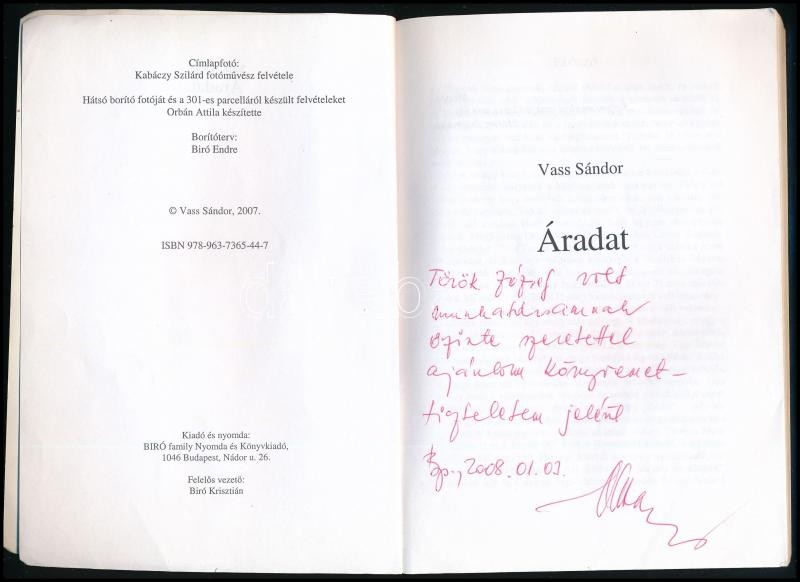 Címlapfotó:
Kabáczy Szilárd fotóművész felvétele
Hátsó borító fotóját és a 301-es parcelláról készült felvételeket
Orbán Attila készítette
Borítóterv:
Biró Endre
© Vass Sándor, 2007.
ISBN 978-963-7365-44-7
Kiadó és nyomda:
BIRÓ family Nyomda és Könyvkiadó,
1046 Budapest, Nádor u. 26.
Felelős vezető:
Biró Krisztián
Vass Sándor
Áradat
Török József volt
munkatársamnak
őszinte szeretettel
ajánlom könyvemet –
tiszteletem jeléül
Bp., 2008.01.03.